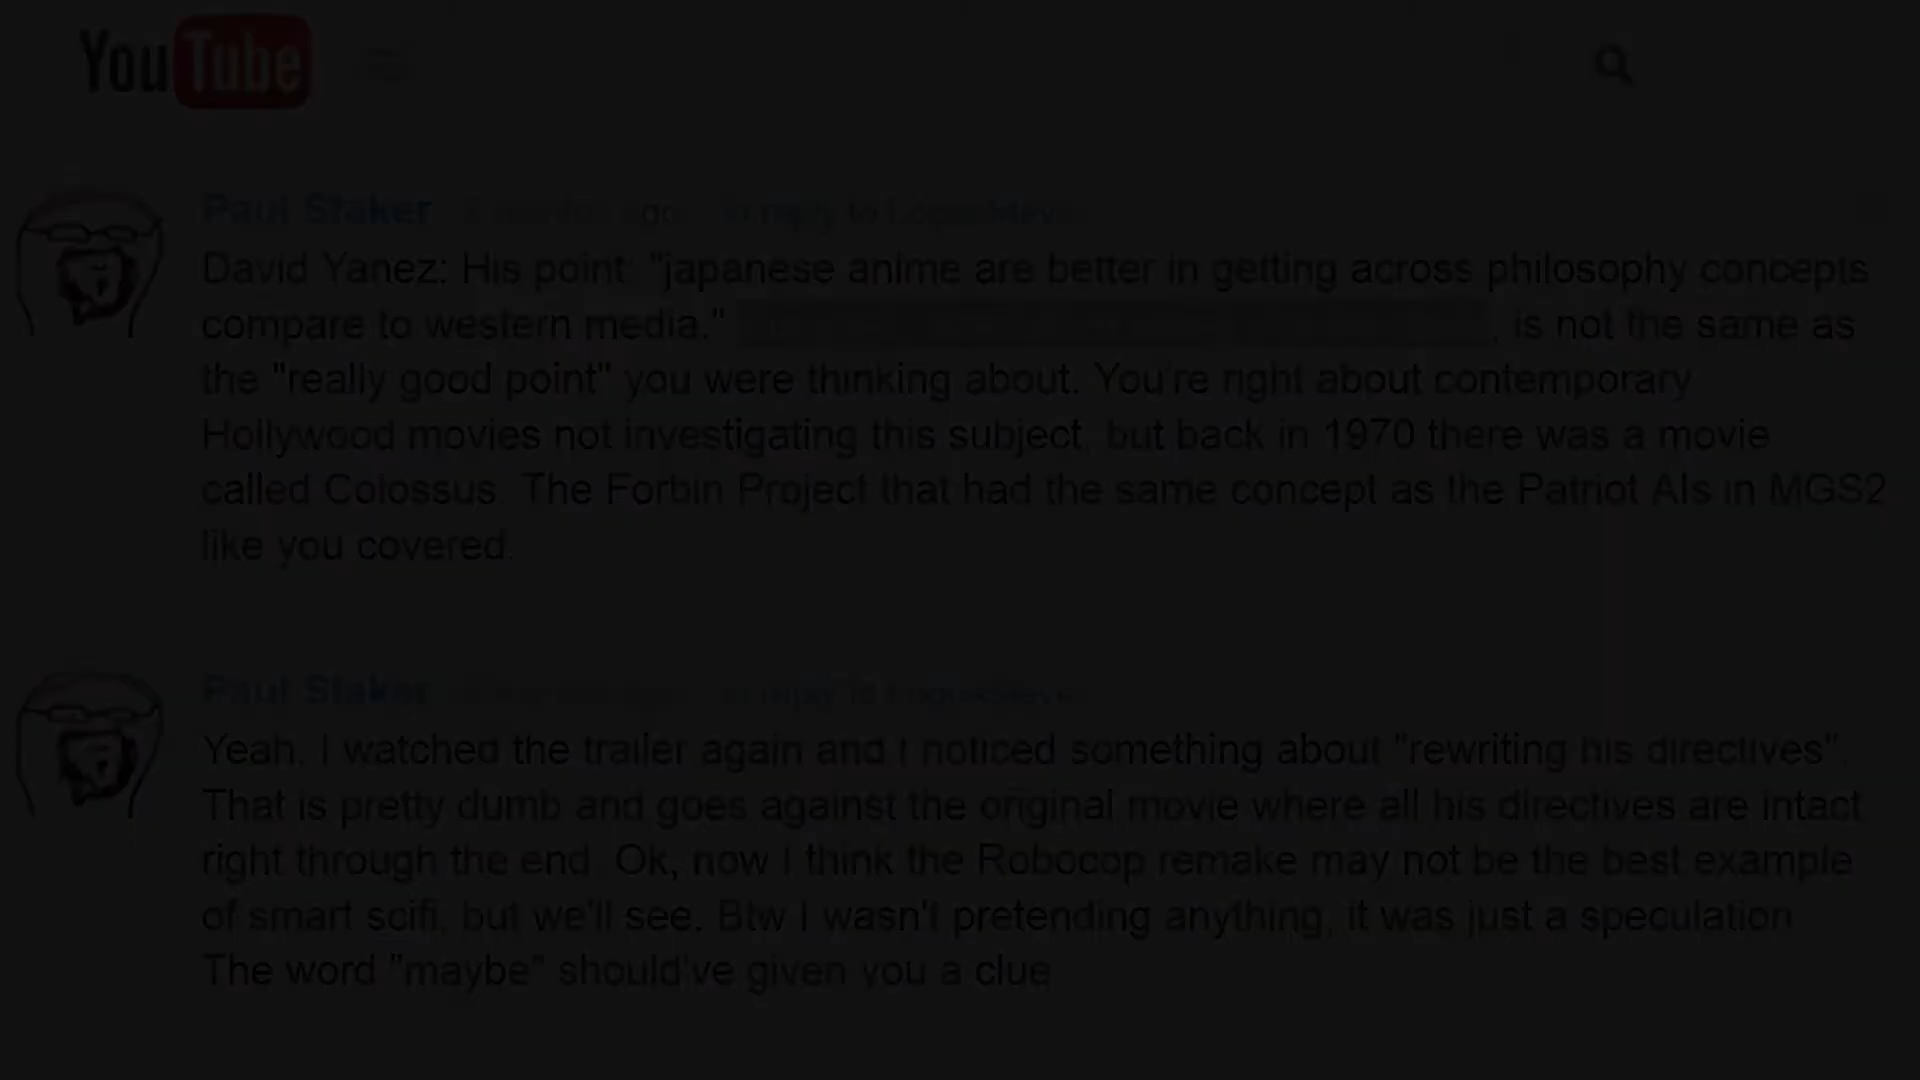 YouTube
Paul Staker ago in reply to
David Yanez: His point: "japanese anime are better in getting across philosophy concepts
compare to western media." is not the same as
the "really good point" you were thinking about. You're right about contemporary
Hollywood movies not investigating this subject, but back in 1970 there was a movie
called Colossus: The Forbin Project that had the same concept as the Patriot AIs in MGS2
like you covered.
Paul Staker in reply to
Yeah, I watched the trailer again and I noticed something about "rewriting his directives".
That is pretty dumb and goes against the original movie where all his directives are intact
right through the end. Ok, now I think the Robocop remake may not be the best example
of smart scifi, but we'll see. Btw I wasn't pretending anything, it was just a speculation.
The word "maybe" should've given you a clue